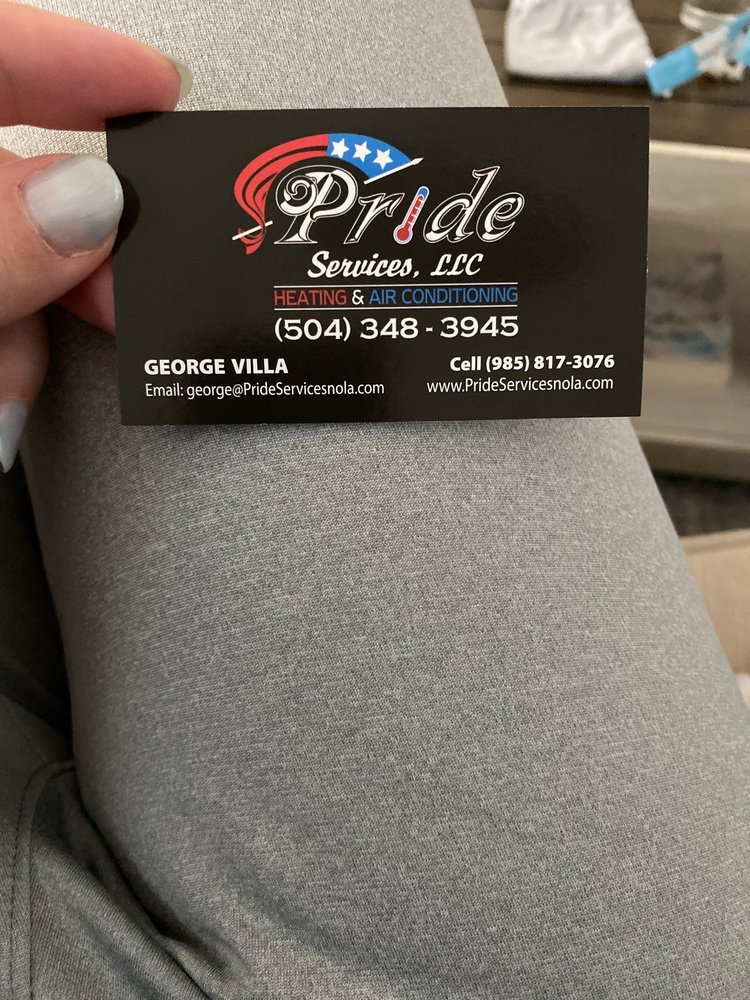 Pride
Services, LLC
HEATING & AIR CONDITIONING
(504) 348 - 3945
GEORGE VILLA
Cell (985) 817-3076
Email: george@PrideServicesnola.com
www.PrideServicesnola.com